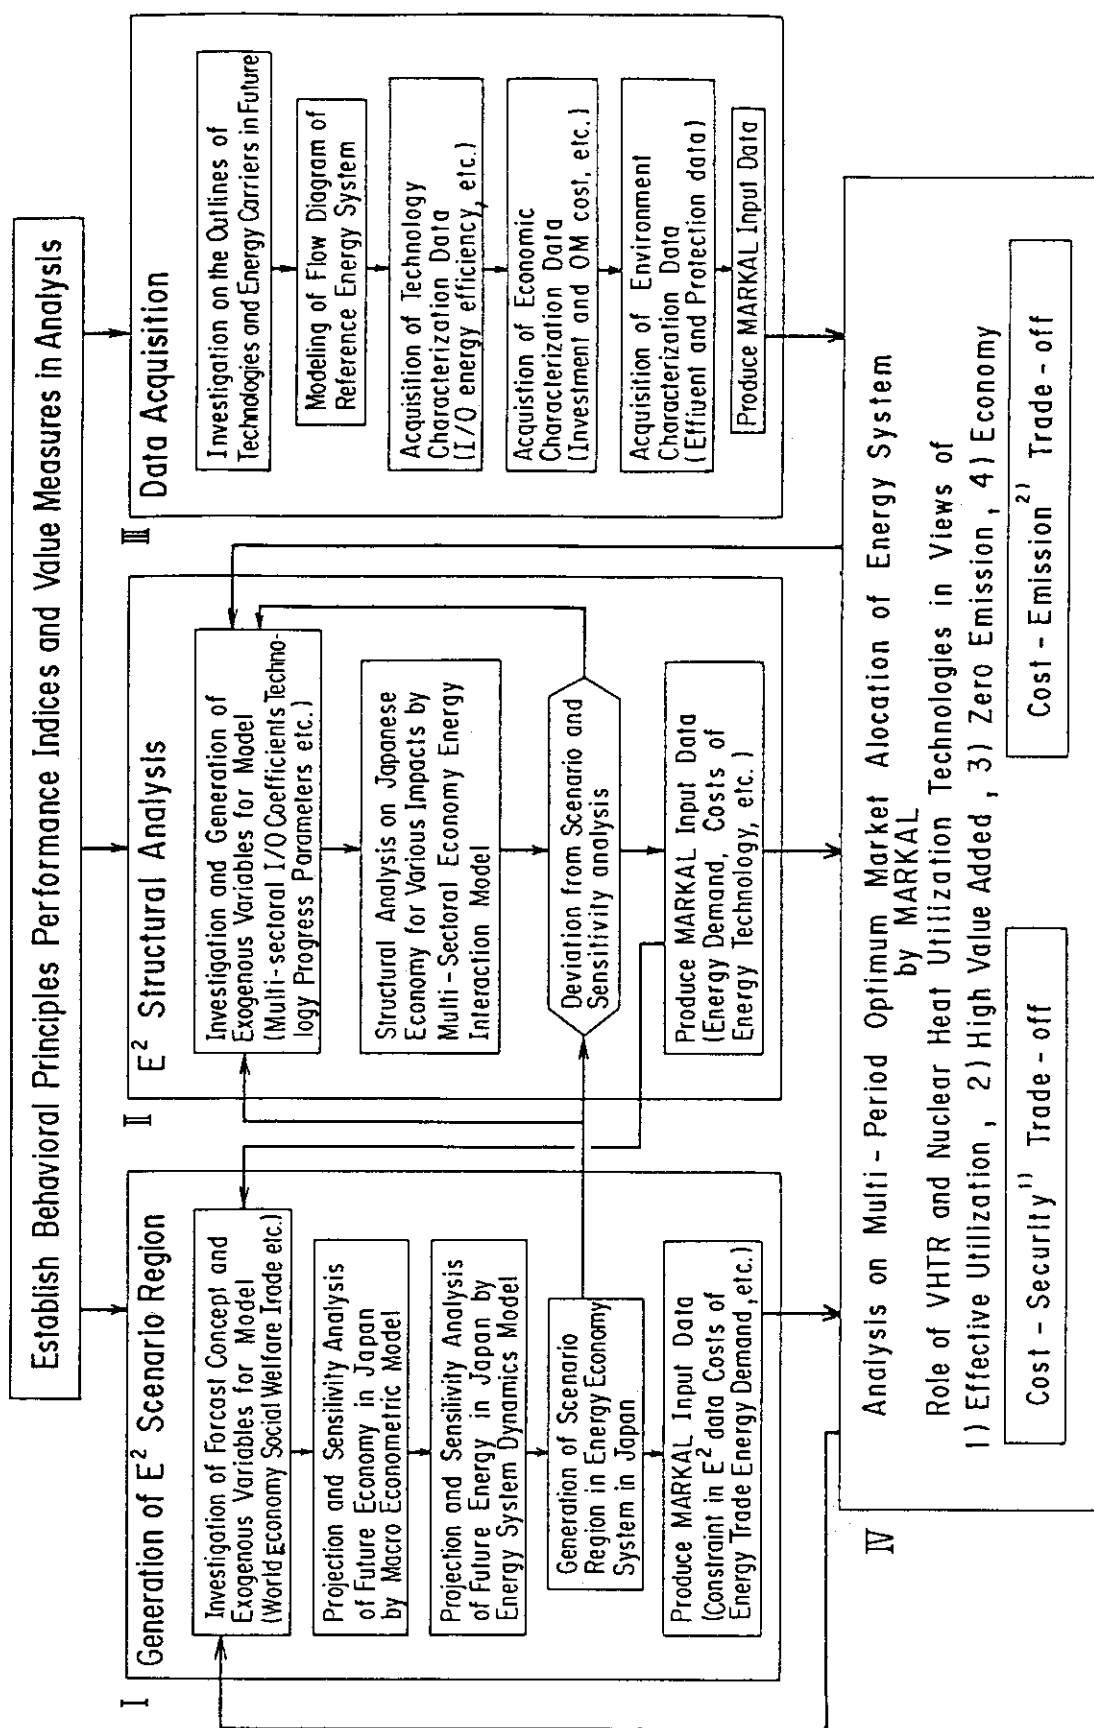 Establish Behavioral Principles Performance Indices and Value Measures in Analysis
I
Generation of E² Scenario Region
Investigation of Forcast Concept and
Exogenous Variables for Model
(World Economy Social Welfare Trade etc.)
Projection and Sensitivity Analysis
of Future Economy in Japan
by Macro Econometric Model
Projection and Sensitivity Analysis
of Future Energy in Japan by
Energy System Dynamics Model
Generation of Scenario
Region in Energy Economy
System in Japan
Produce MARKAL Input Data
(Constraint in E² data Costs of
Energy Trade Energy Demand, etc.)
II
E² Structural Analysis
Investigation and Generation of
Exogenous Variables for Model
(Multi-sectoral I/O Coefficients Techno-
logy Progress Parameters etc.)
Structural Analysis on Japanese
Economy for Various Impacts by
Multi-Sectoral Economy Energy
Interaction Model
Deviation from Scenario and
Sensitivity analysis
Produce MARKAL Input Data
(Energy Demand, Costs of
Energy Technology, etc.)
III
Data Acquisition
Investigation on the Outlines of
Technologies and Energy Carriers in Future
Modeling of Flow Diagram of
Reference Energy System
Acquisition of Technology
Characterization Data
(I/O energy efficiency, etc.)
Acquistion of Economic
Characterization Data
(Investment and OM cost, etc.)
Acquisition of Environment
Characterization Data
(Effluent and Protection data)
Produce MARKAL Input Data
IV
Analysis on Multi-Period Optimum Market Alocation of Energy System
by MARKAL
Role of VHTR and Nuclear Heat Utilization Technologies in Views of
1) Effective Utilization, 2) High Value Added, 3) Zero Emission, 4) Economy
Cost-Security¹⁾ Trade-off
Cost-Emission²⁾ Trade-off